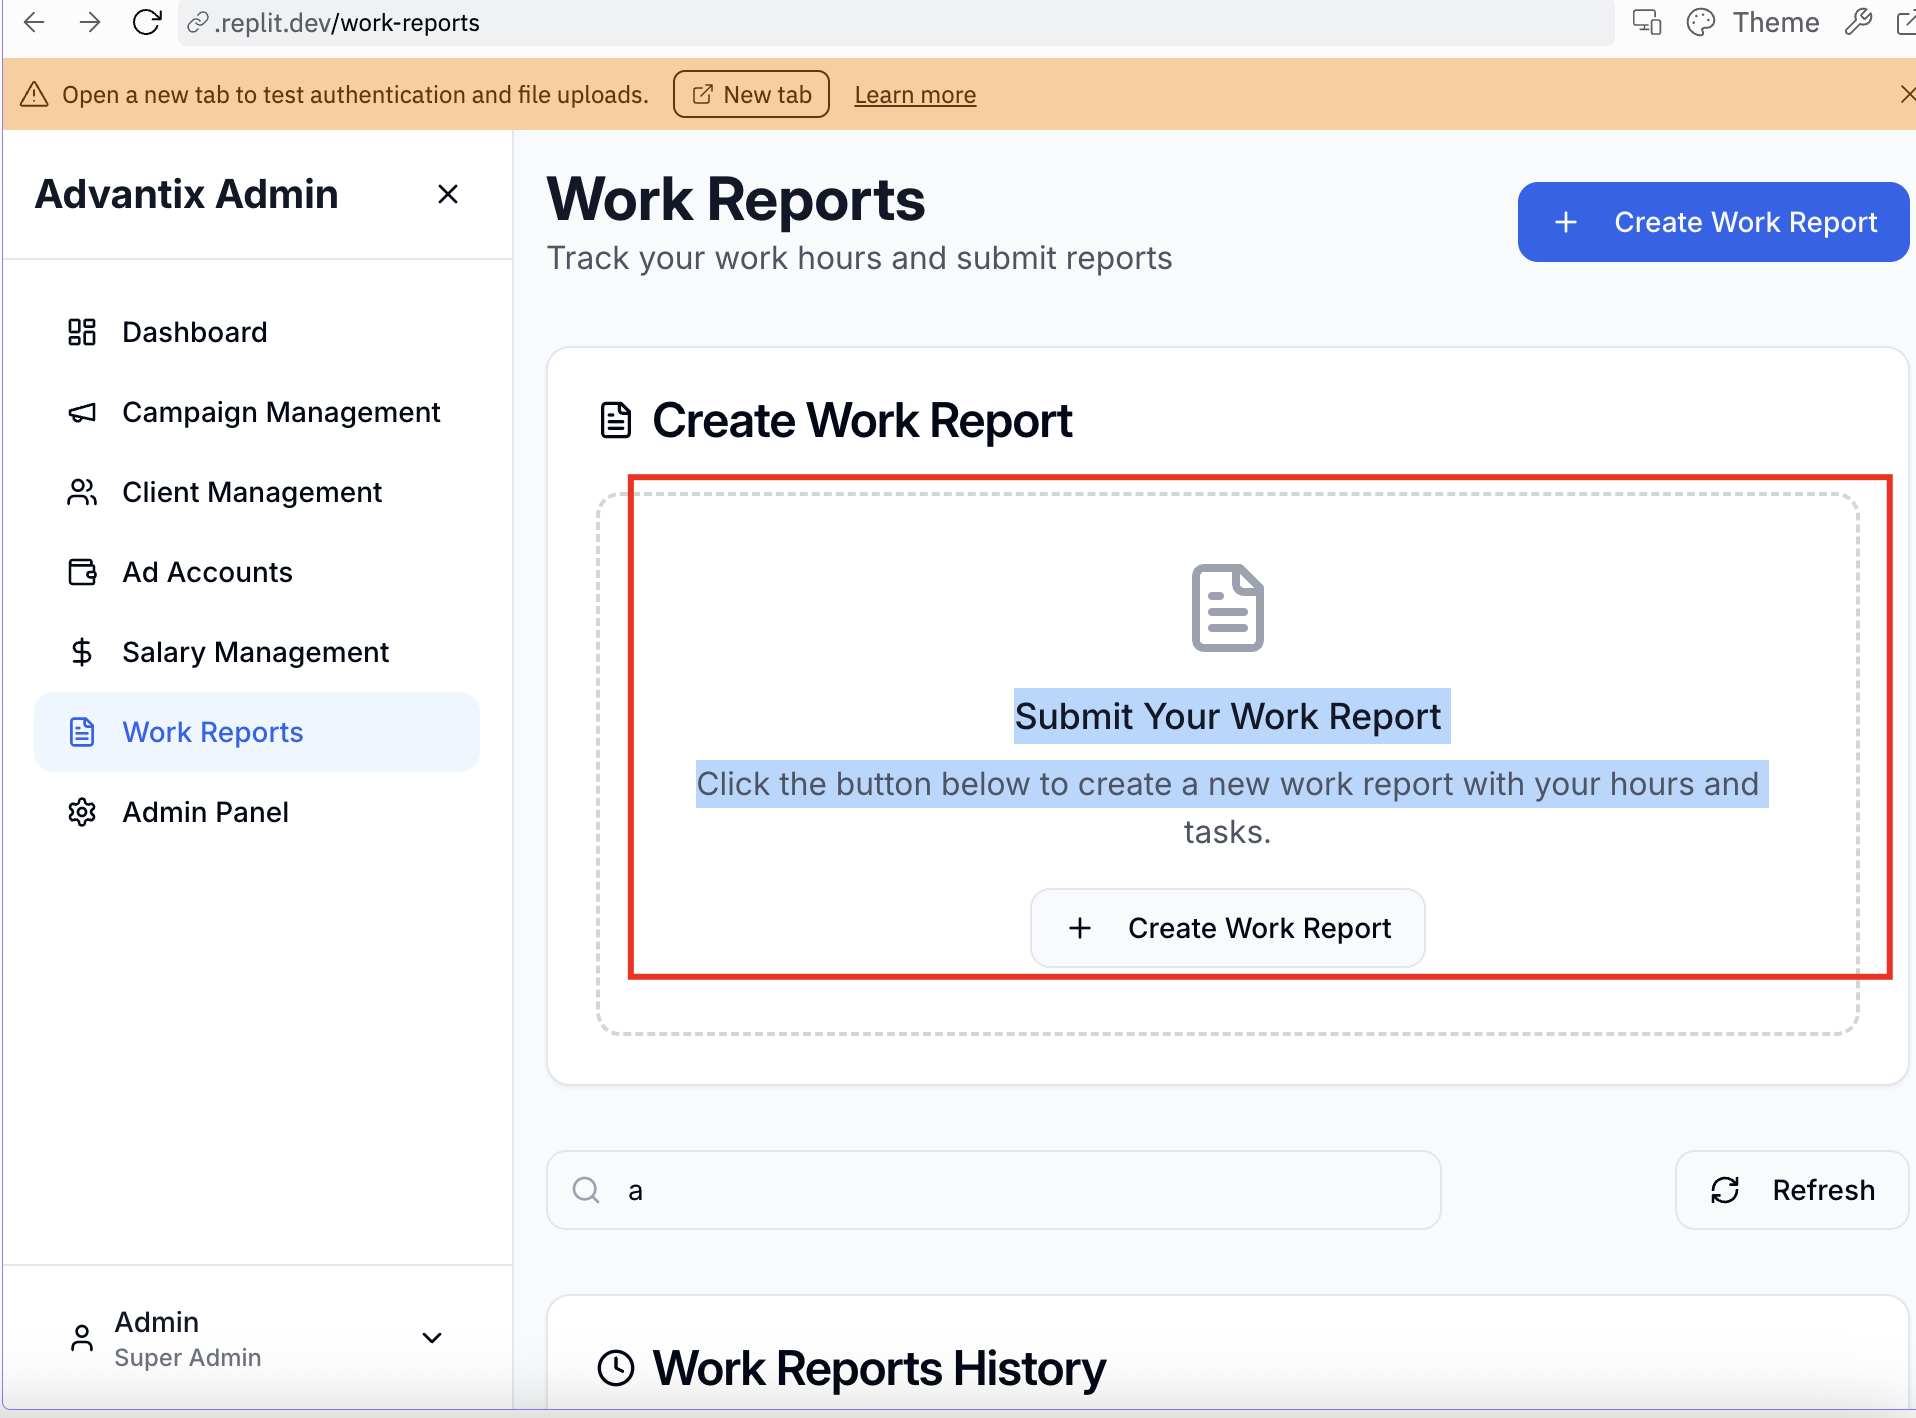 .replit.dev/work-reports
Theme
Open a new tab to test authentication and file uploads.
New tab
Learn more
Advantix Admin
Dashboard
Campaign Management
Client Management
Ad Accounts
Salary Management
Work Reports
Admin Panel
Admin
Super Admin
Work Reports
Track your work hours and submit reports
Create Work Report
Create Work Report
Submit Your Work Report
Click the button below to create a new work report with your hours and
tasks.
Create Work Report
a
Refresh
Work Reports History